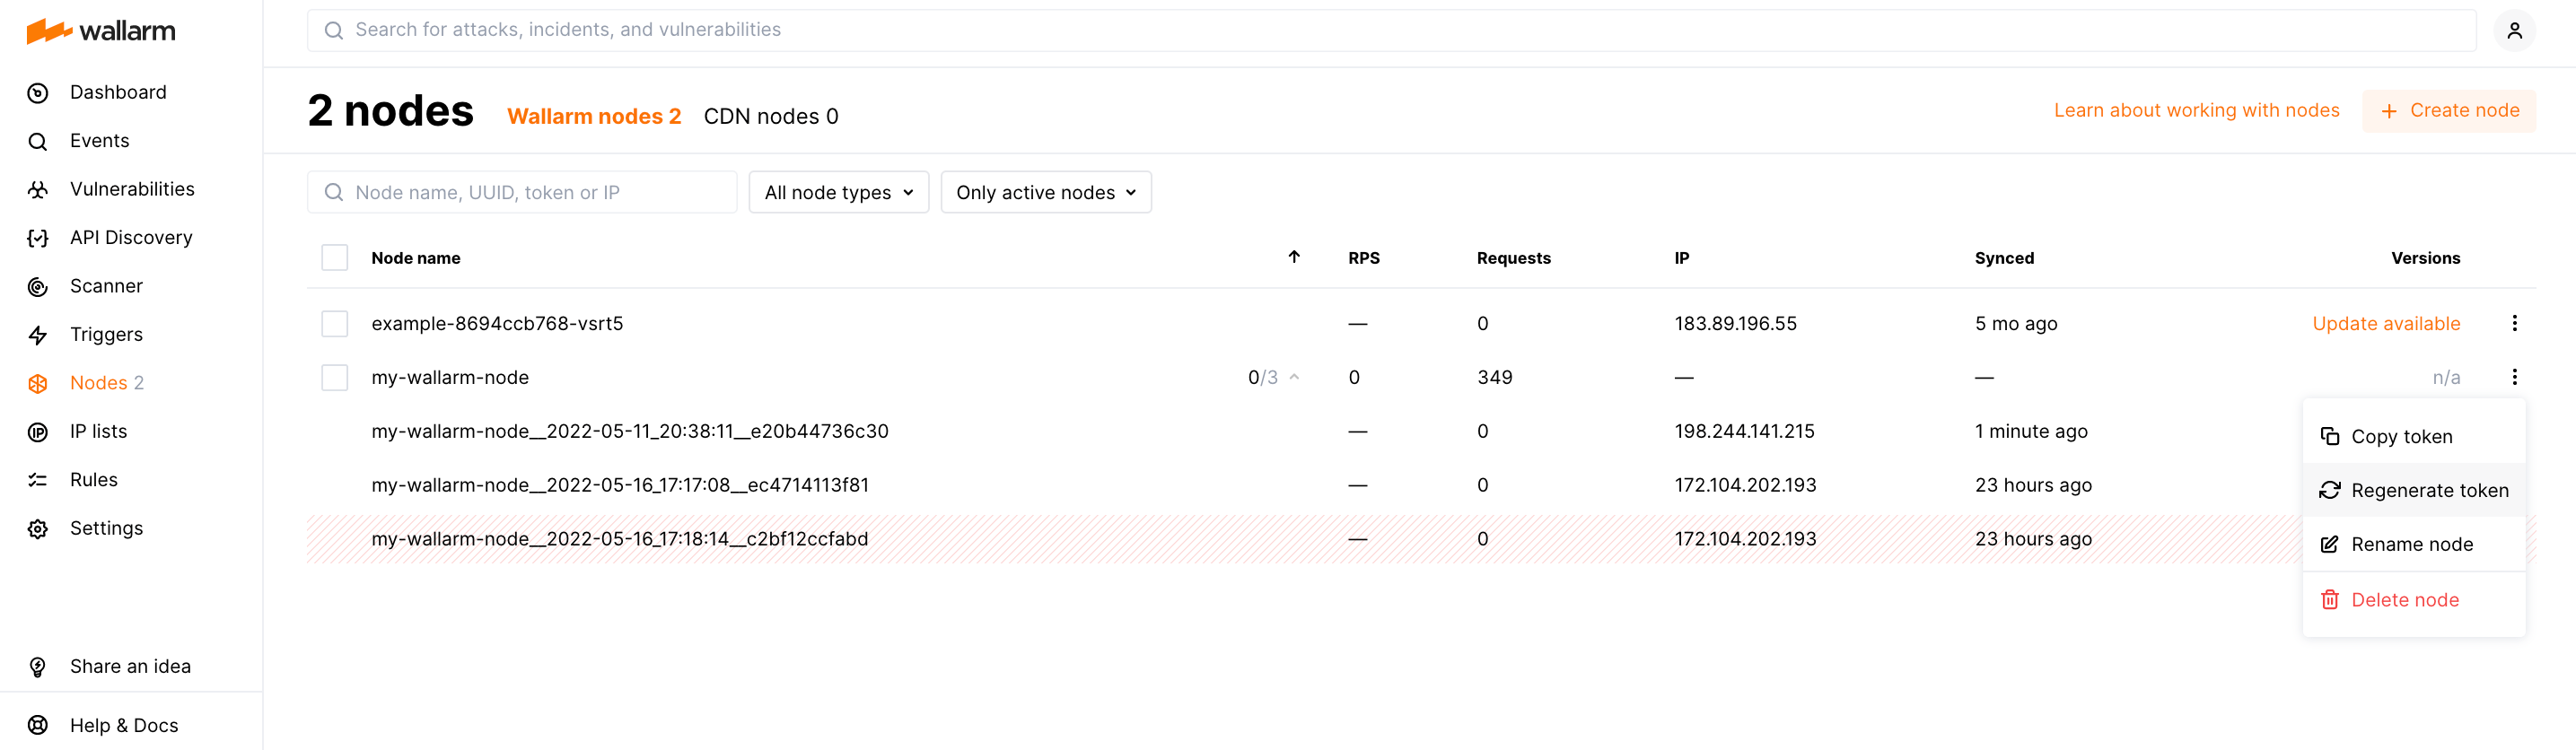 wallarm
Search for attacks, incidents, and vulnerabilities
Dashboard
Events
Vulnerabilities
API Discovery
Scanner
Triggers
Nodes 2
IP lists
Rules
Settings
Share an idea
Help & Docs
2 nodes Wallarm nodes 2 CDN nodes 0 Learn about working with nodes + Create node
Node name, UUID, token or IP All node types Only active nodes
Node name ↑ RPS Requests IP Synced Versions
example-8694ccb768-vsrt5 — 0 183.89.196.55 5 mo ago Update available
my-wallarm-node 0/3 0 349 — — n/a
my-wallarm-node__2022-05-11_20:38:11__e20b44736c30 — 0 198.244.141.215 1 minute ago
my-wallarm-node__2022-05-16_17:17:08__ec4714113f81 — 0 172.104.202.193 23 hours ago
my-wallarm-node__2022-05-16_17:18:14__c2bf12ccfabd — 0 172.104.202.193 23 hours ago
Copy token
Regenerate token
Rename node
Delete node